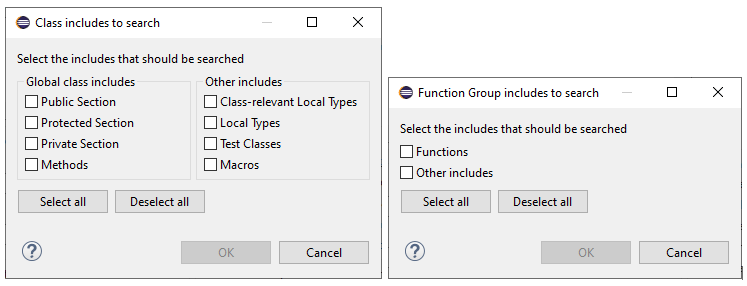 Class includes to search
Select the includes that should be searched
Global class includes
Public Section
Protected Section
Private Section
Methods
Other includes
Class-relevant Local Types
Local Types
Test Classes
Macros
Select all
Deselect all
?
OK
Cancel
Function Group includes to search
Select the includes that should be searched
Functions
Other includes
Select all
Deselect all
?
OK
Cancel